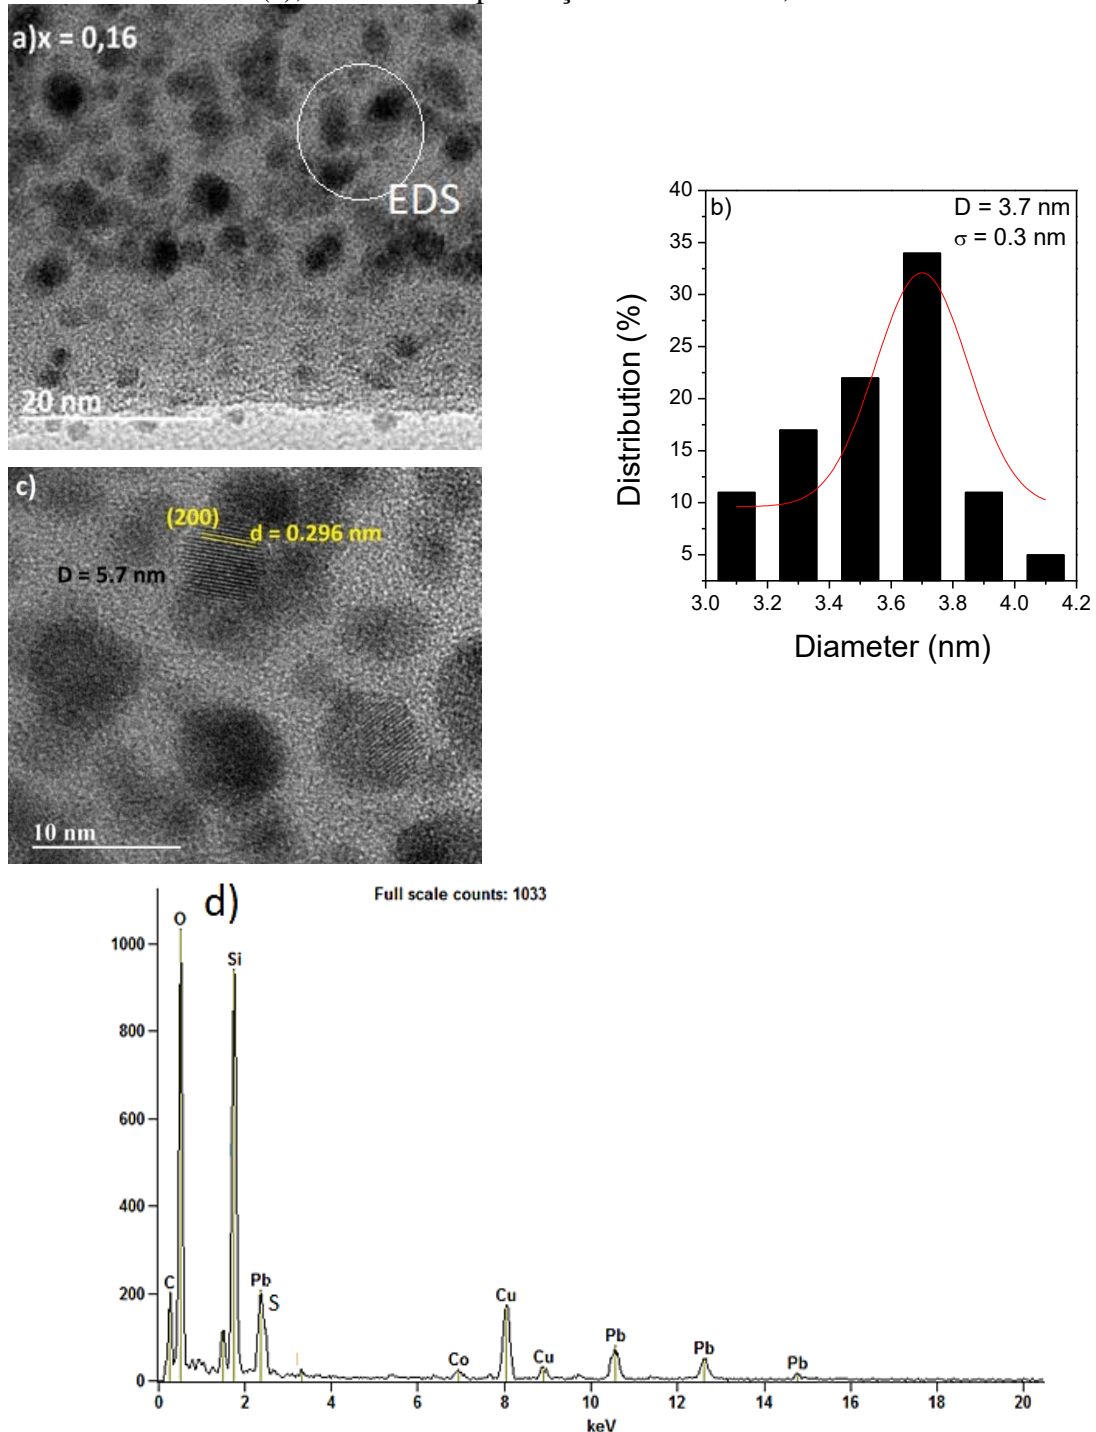 a)x = 0,16
EDS
20 nm
b)
D = 3.7 nm
σ = 0.3 nm
40
35
30
25
20
15
10
5
Distribution (%)
3.0 3.2 3.4 3.6 3.8 4.0 4.2
Diameter (nm)
c)
(200)
d = 0.296 nm
D = 5.7 nm
10 nm
d)
Full scale counts: 1033
1000
800
600
400
200
0
O
Si
C
Pb
S
Co
Cu
Cu
Pb
Pb
Pb
0 2 4 6 8 10 12 14 16 18 20
keV